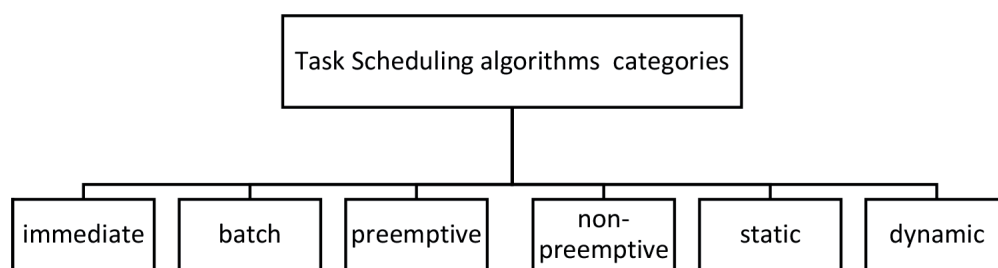 Task Scheduling algorithms categories
immediate
batch
preemptive
non-
preemptive
static
dynamic